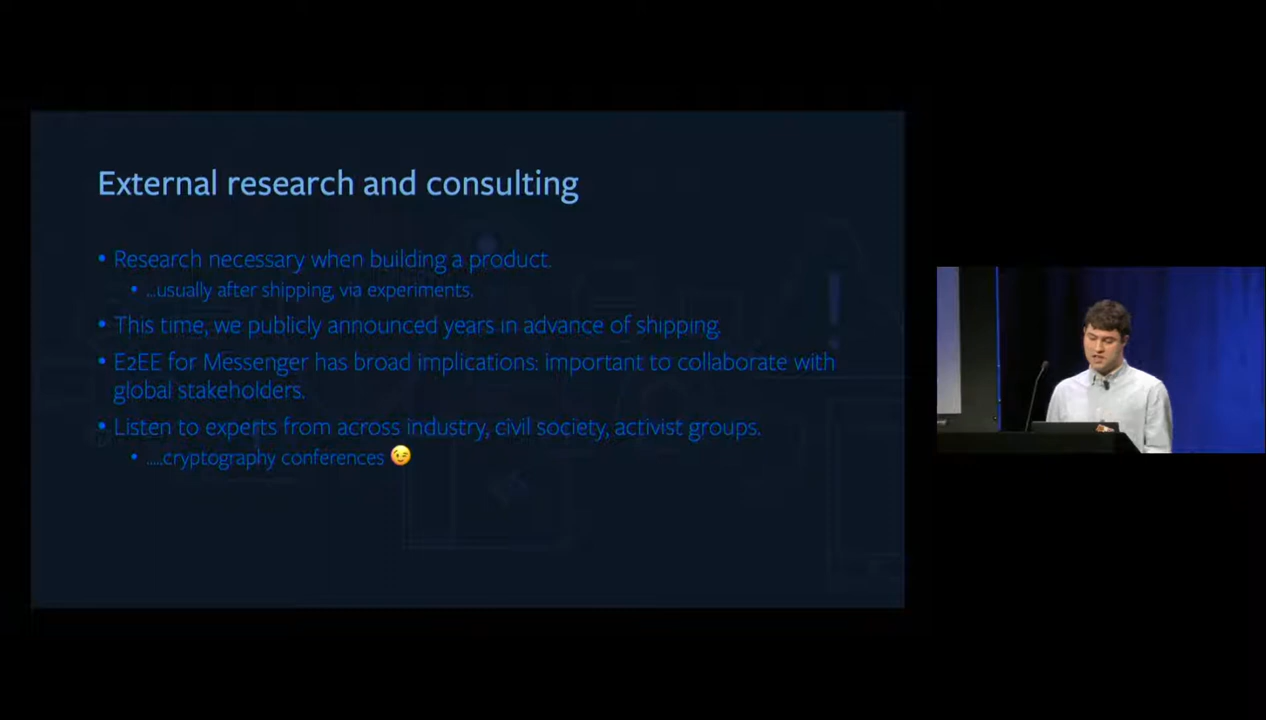 External research and consulting
• Research necessary when building a product.
• ...usually after shipping, via experiments.
• This time, we publicly announced years in advance of shipping.
• E2EE for Messenger has broad implications: important to collaborate with
global stakeholders.
• Listen to experts from across industry, civil society, activist groups.
• .....cryptography conferences 😉